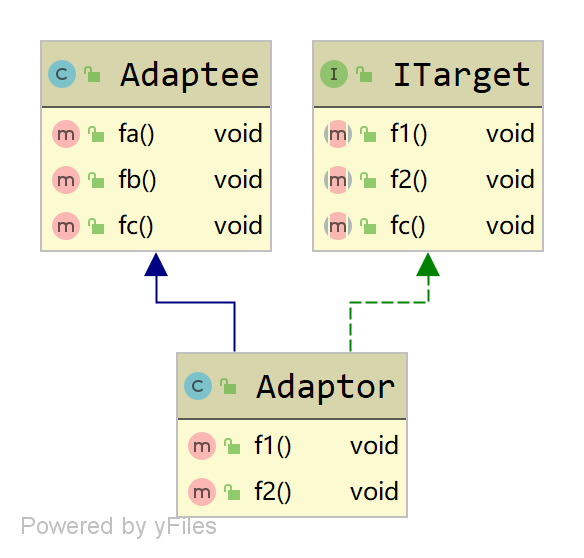 C Adaptee
m fa() void
m fb() void
m fc() void
I ITarget
m f1() void
m f2() void
m fc() void
C Adaptor
m f1() void
m f2() void
Powered by yFiles